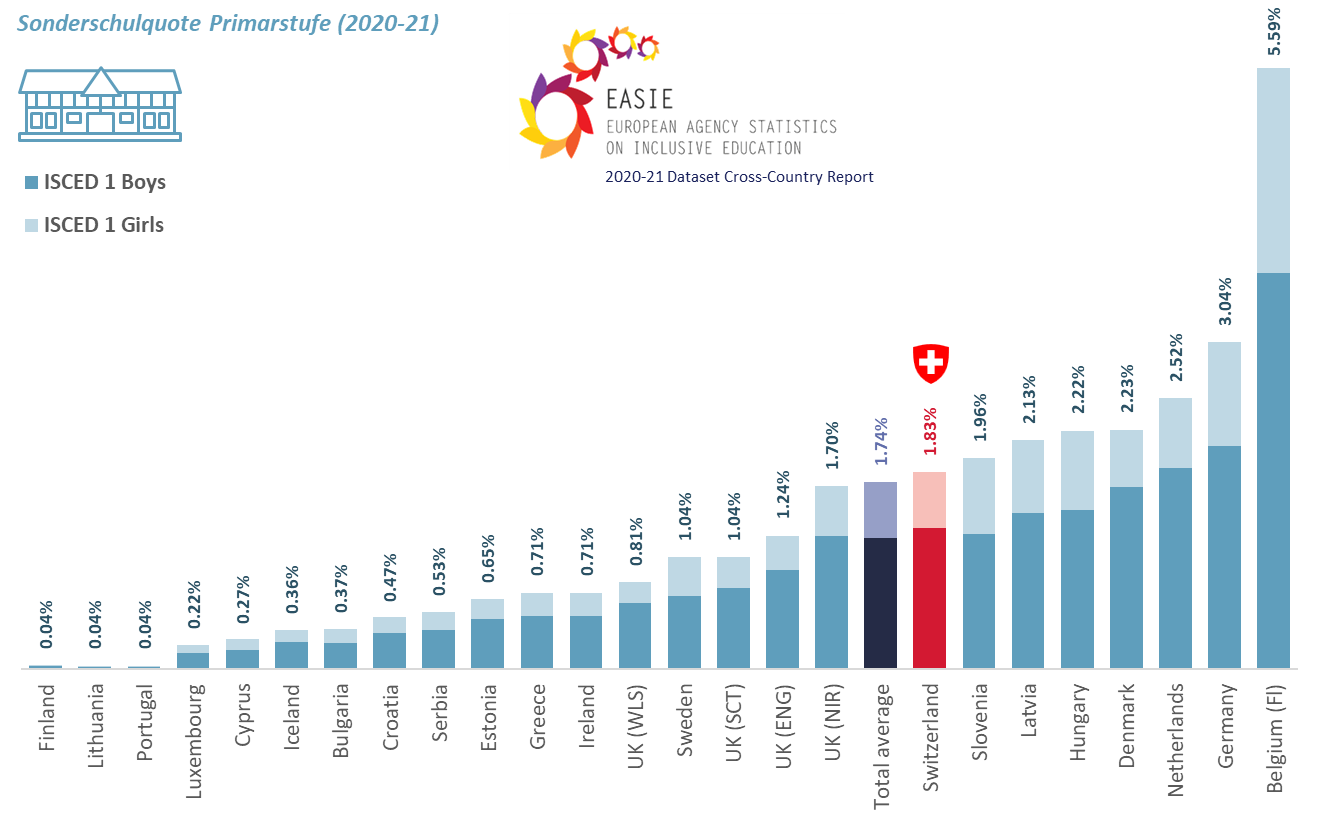 Sonderschulquote Primarstufe (2020-21)
EASIE
EUROPEAN AGENCY STATISTICS
ON INCLUSIVE EDUCATION
2020-21 Dataset Cross-Country Report
ISCED 1 Boys
ISCED 1 Girls
0.04%
0.04%
0.04%
0.22%
0.27%
0.36%
0.37%
0.47%
0.53%
0.65%
0.71%
0.71%
0.81%
1.04%
1.04%
1.24%
1.70%
1.74%
1.83%
1.96%
2.13%
2.22%
2.23%
2.52%
3.04%
5.59%
Finland
Lithuania
Portugal
Luxembourg
Cyprus
Iceland
Bulgaria
Croatia
Serbia
Estonia
Greece
Ireland
UK (WLS)
Sweden
UK (SCT)
UK (ENG)
UK (NIR)
Total average
Switzerland
Slovenia
Latvia
Hungary
Denmark
Netherlands
Germany
Belgium (Fl)